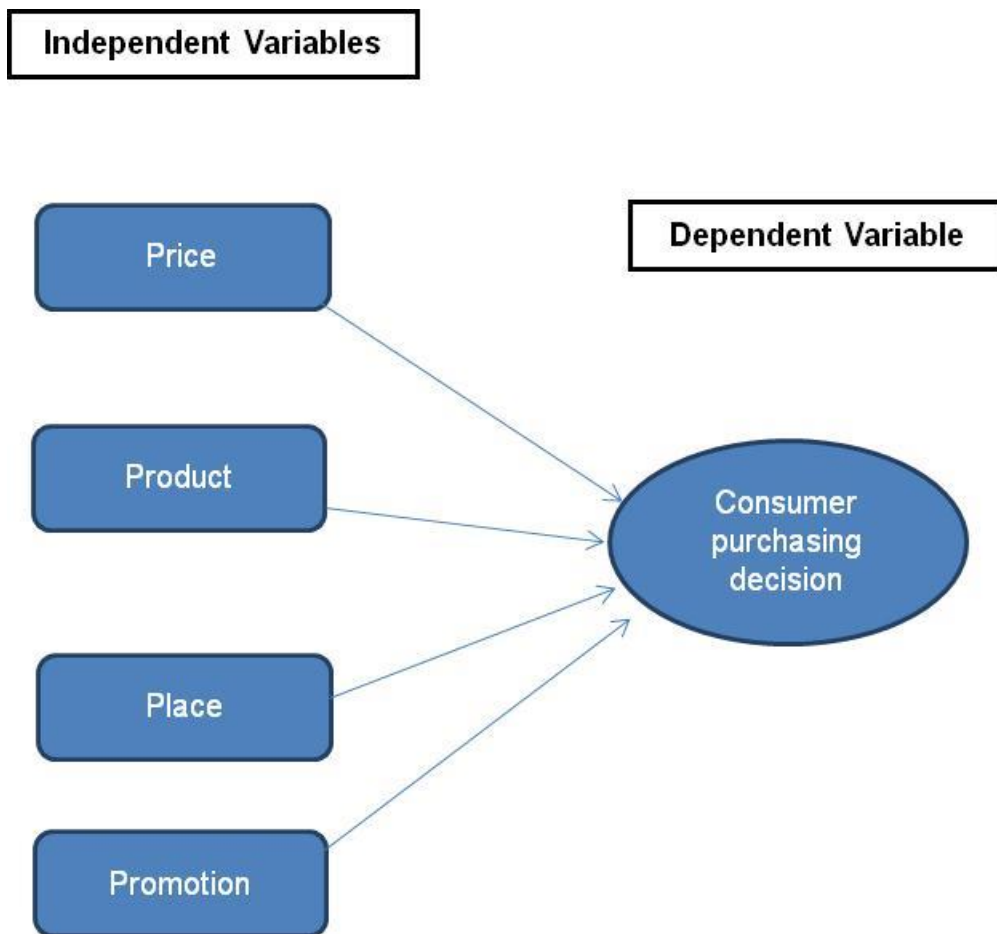 Independent Variables
Price
Dependent Variable
Product
Consumer
purchasing
decision
Place
Promotion